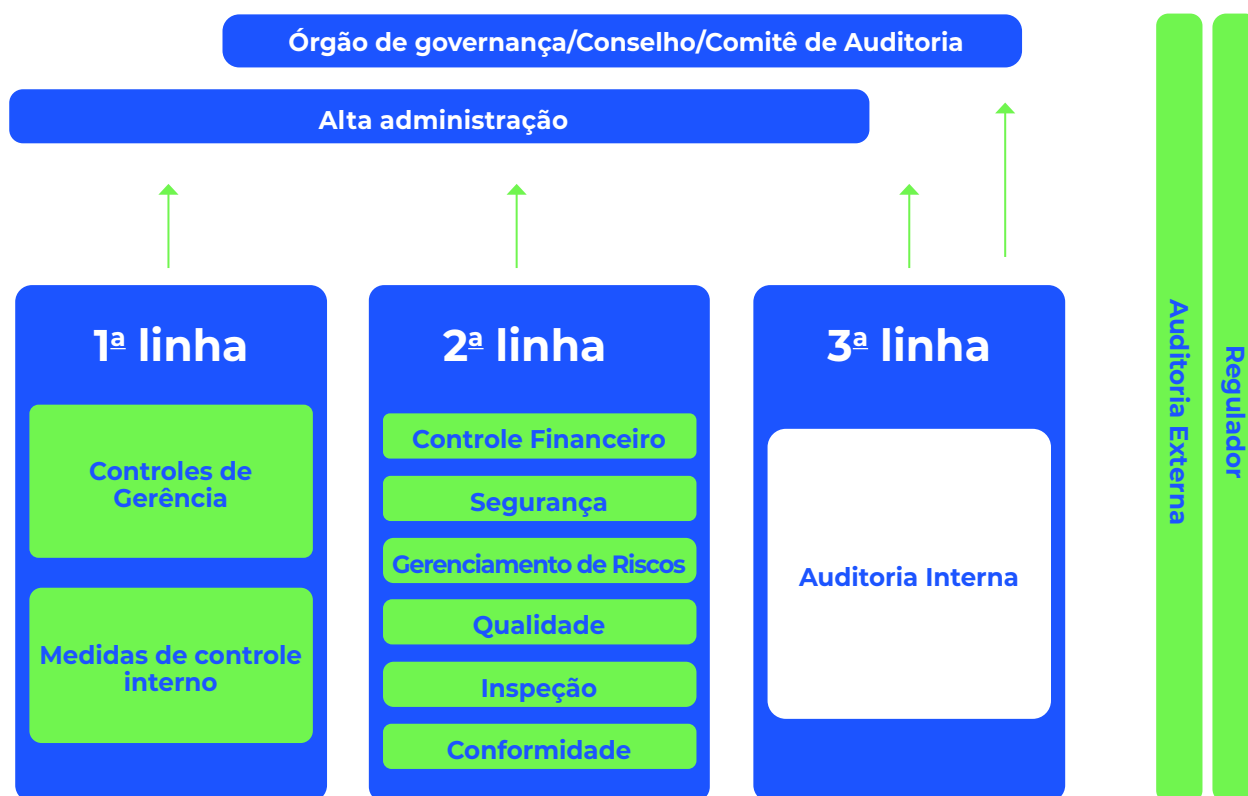 Órgão de governança/Conselho/Comitê de Auditoria
Alta administração
1ª linha
Controles de
Gerência
Medidas de controle
interno
2ª linha
Controle Financeiro
Segurança
Gerenciamento de Riscos
Qualidade
Inspeção
Conformidade
3ª linha
Auditoria Interna
Auditoria Externa
Regulador